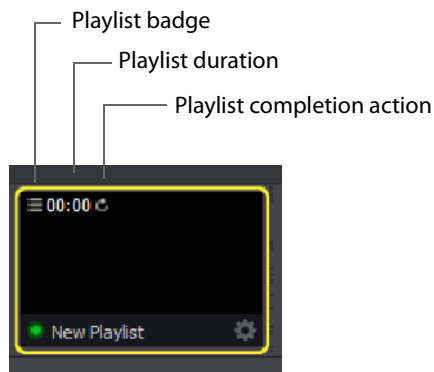 Playlist badge
Playlist duration
Playlist completion action
00:00
New Playlist